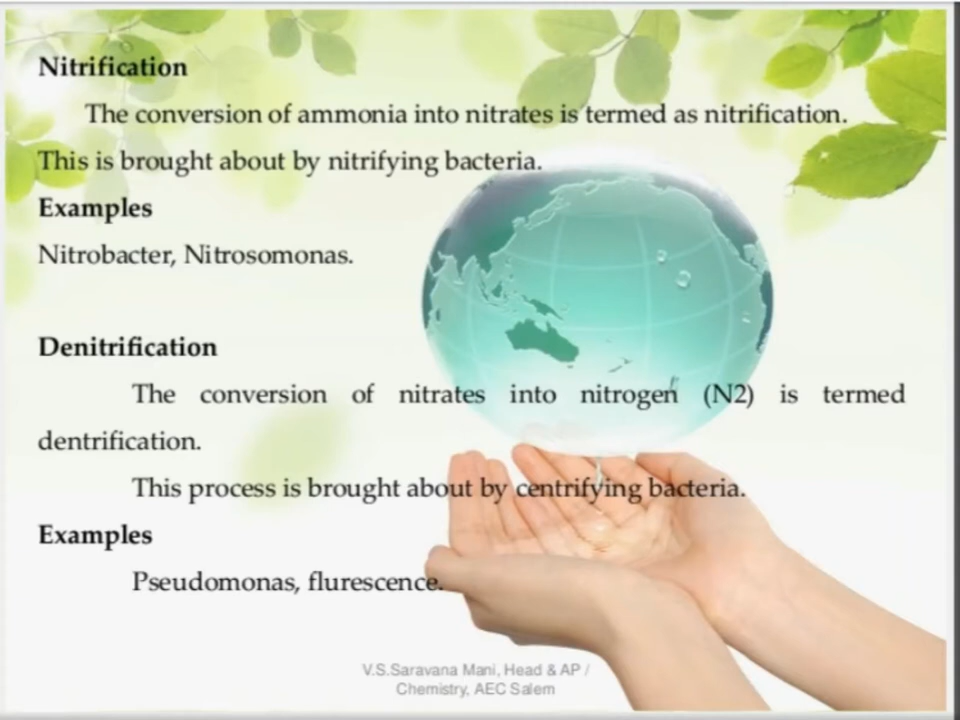 Nitrification
The conversion of ammonia into nitrates is termed as nitrification.
This is brought about by nitrifying bacteria.
Examples
Nitrobacter, Nitrosomonas.
Denitrification
The conversion of nitrates into nitrogen (N2) is termed
dentrification.
This process is brought about by centrifying bacteria.
Examples
Pseudomonas, flurescence.
V.S.Saravana Mani, Head & AP /
Chemistry, AEC Salem